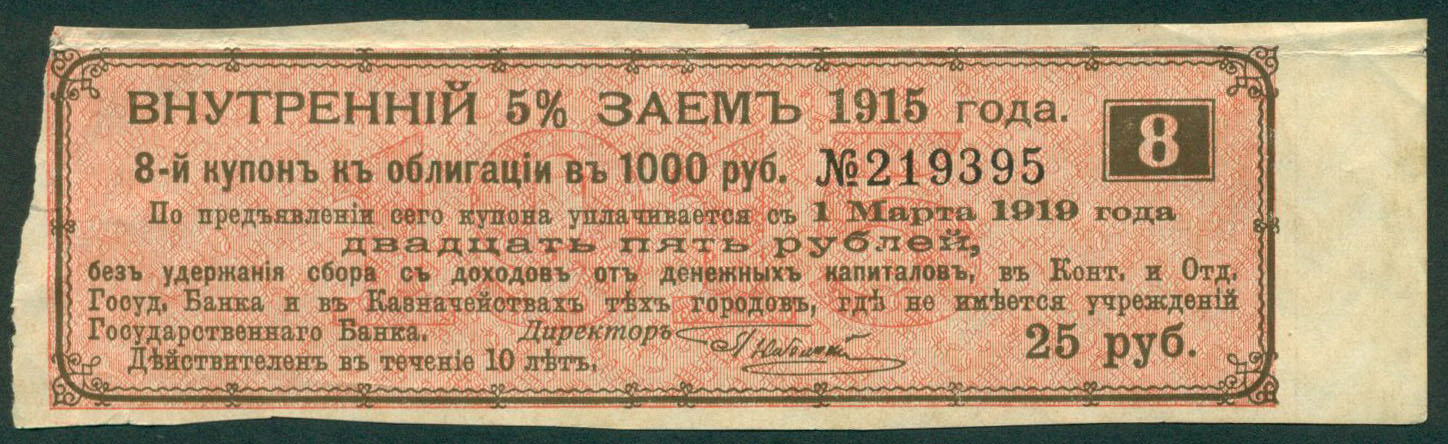 ВНУТРЕННІЙ 5% ЗАЕМЪ 1915 года.
8
8-й купонъ къ облигаціи въ 1000 руб. №219395
По предъявленіи сего купона уплачивается съ 1 Марта 1919 года
двадцать пять рублей,
безъ удержанія сбора съ доходовъ отъ денежныхъ капиталовъ, въ Конт. и Отд.
Госуд. Банка и въ Казначействахъ тѣхъ городовъ, гдѣ не имѣется учрежденій
Государственнаго Банка. Директоръ
25 руб.
Дѣйствителенъ въ теченіе 10 лѣтъ.
1915